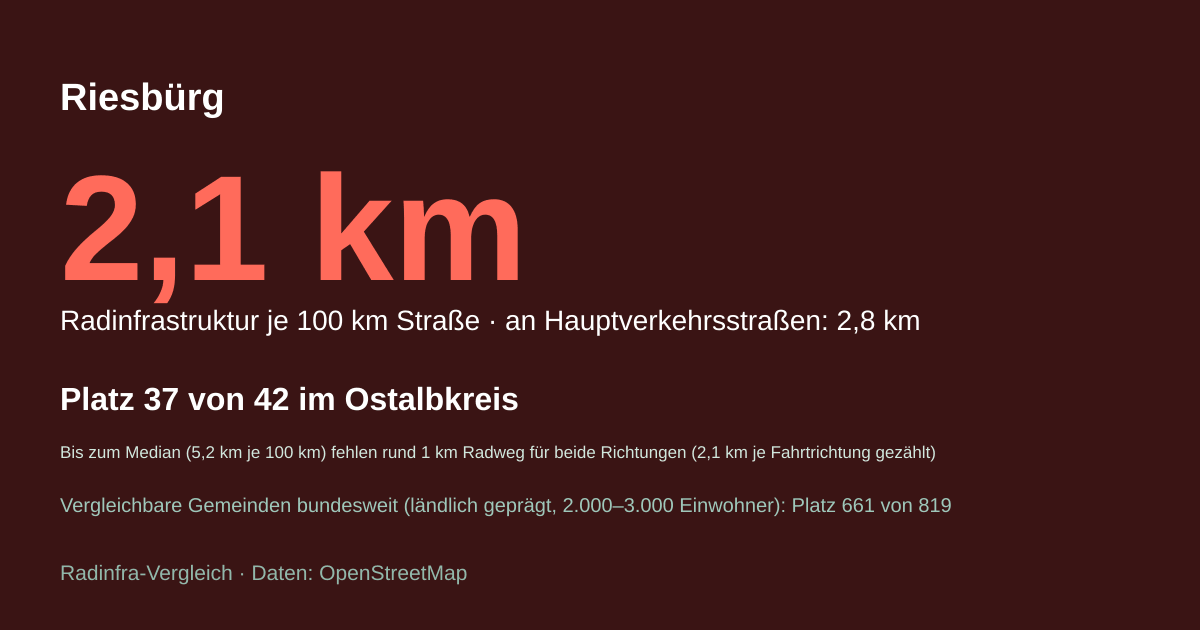 Riesbürg
2,1 km
Radinfrastruktur je 100 km Straße · an Hauptverkehrsstraßen: 2,8 km
Platz 37 von 42 im Ostalbkreis
Bis zum Median (5,2 km je 100 km) fehlen rund 1 km Radweg für beide Richtungen (2,1 km je Fahrtrichtung gezählt)
Vergleichbare Gemeinden bundesweit (ländlich geprägt, 2.000–3.000 Einwohner): Platz 661 von 819
Radinfra-Vergleich · Daten: OpenStreetMap